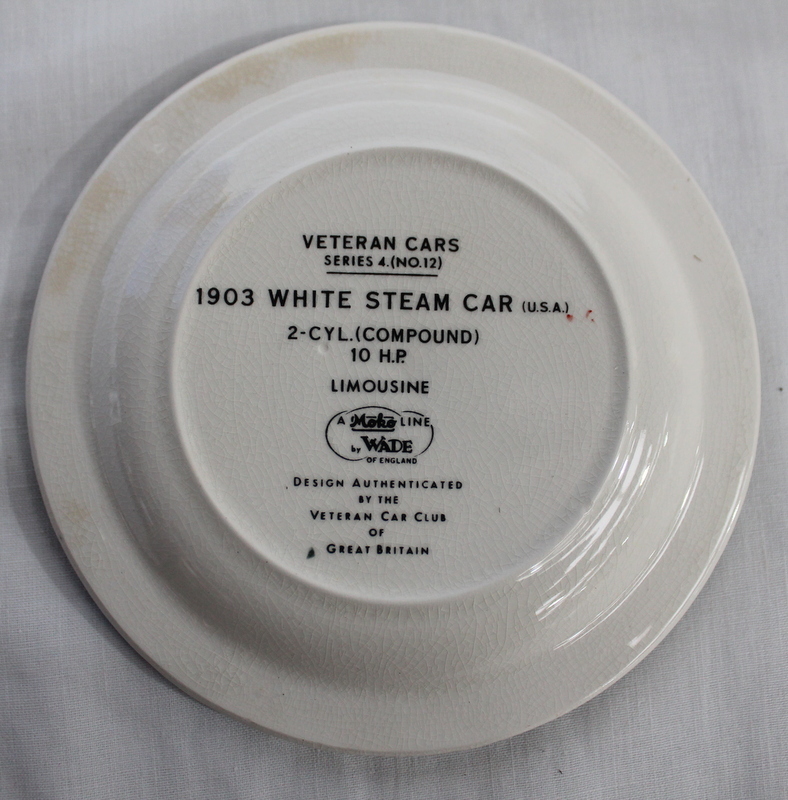 VETERAN CARS
SERIES 4.(NO.12)
1903 WHITE STEAM CAR (U.S.A.)
2-CYL.(COMPOUND)
10 H.P.
LIMOUSINE
A Moko LINE
by WADE
OF ENGLAND
DESIGN AUTHENTICATED
BY THE
VETERAN CAR CLUB
OF
GREAT BRITAIN